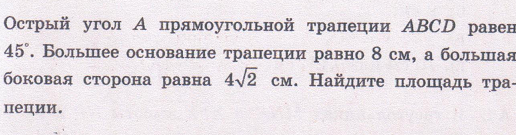 Острый угол A прямоугольной трапеции ABCD равен
45°. Большее основание трапеции равно 8 см, а большая
боковая сторона равна 4√2 см. Найдите площадь тра-
пеции.